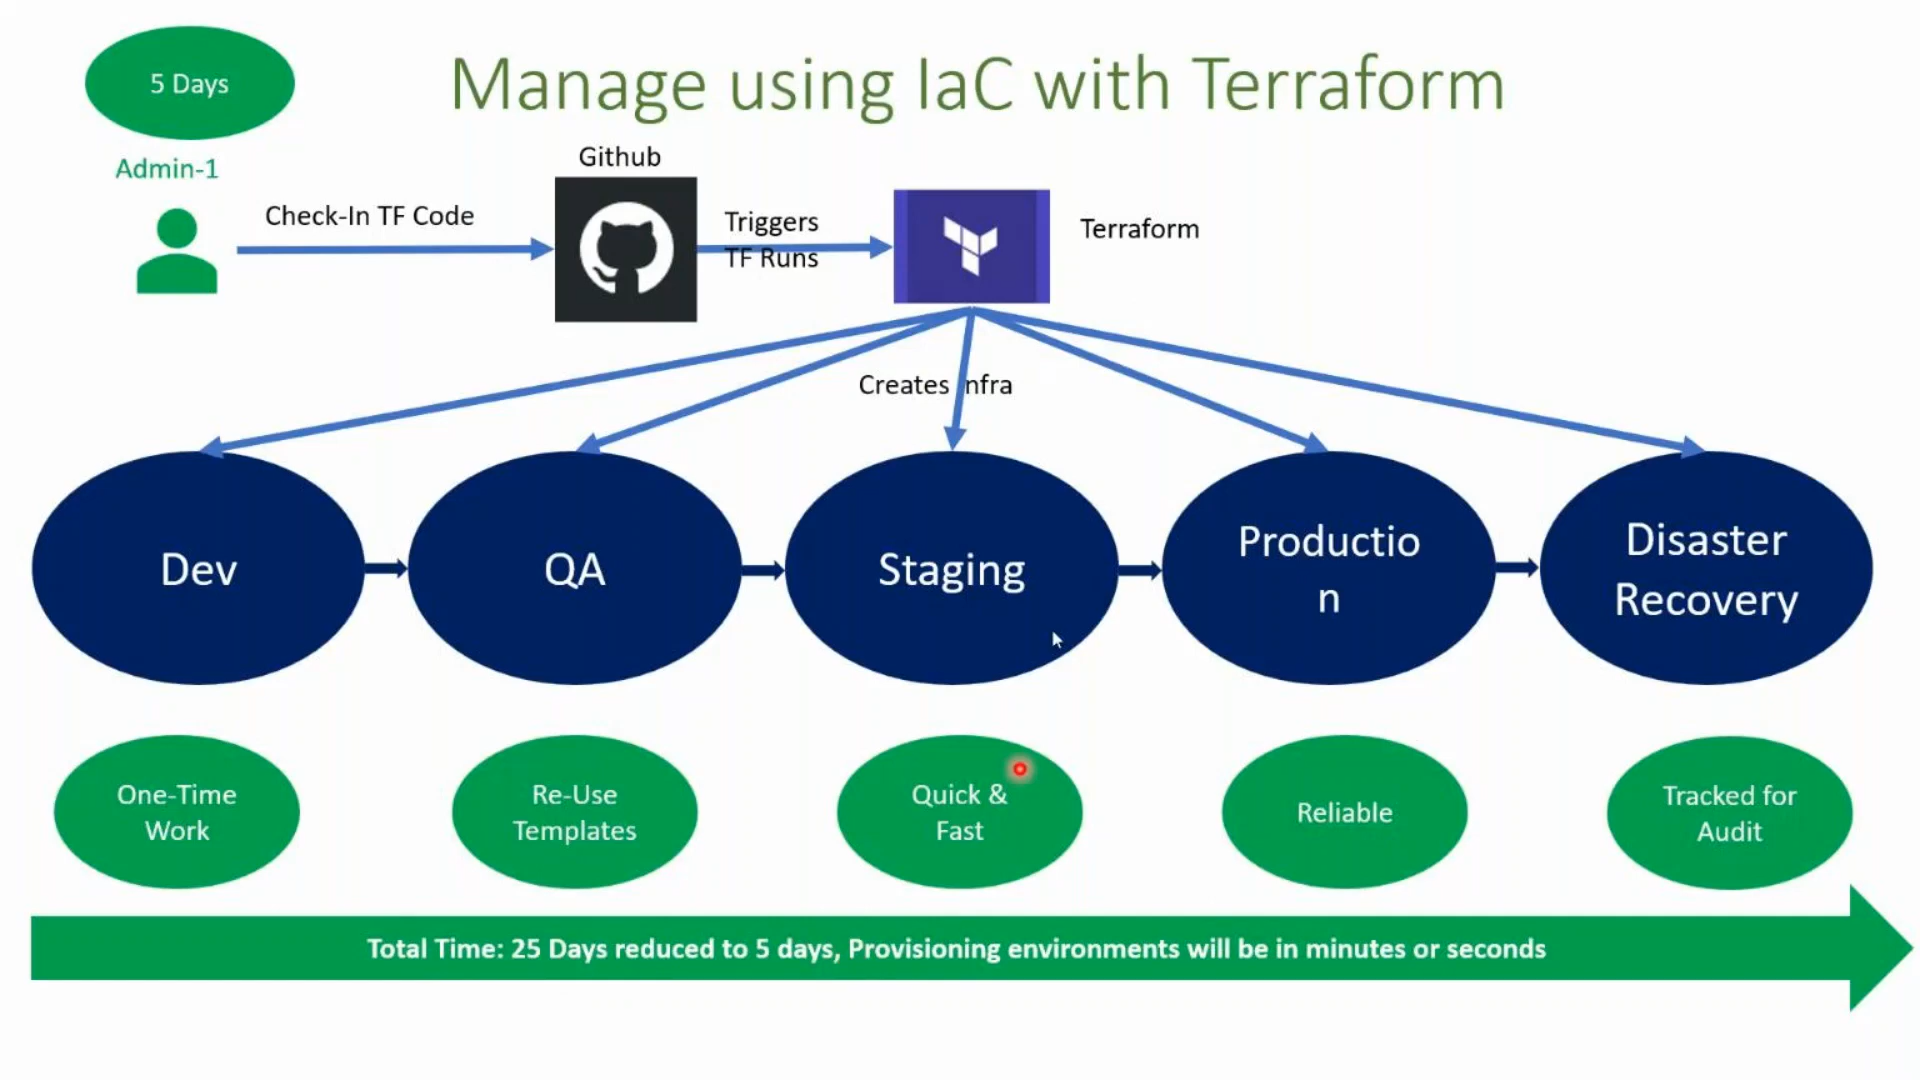 5 Days
Manage using IaC with Terraform
Admin-1
Github
Check-In TF Code
Triggers
TF Runs
Terraform
Creates Infra
Dev
QA
Staging
Productio
n
Disaster
Recovery
One-Time
Work
Re-Use
Templates
Quick &
Fast
Reliable
Tracked for
Audit
Total Time: 25 Days reduced to 5 days, Provisioning environments will be in minutes or seconds